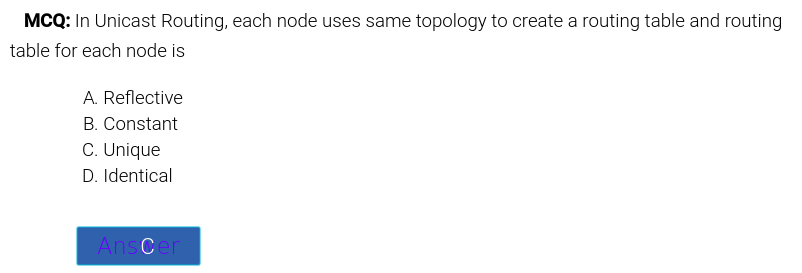 MCQ: In Unicast Routing, each node uses same topology to create a routing table and routing
table for each node is
A. Reflective
B. Constant
C. Unique
D. Identical
Answer
C